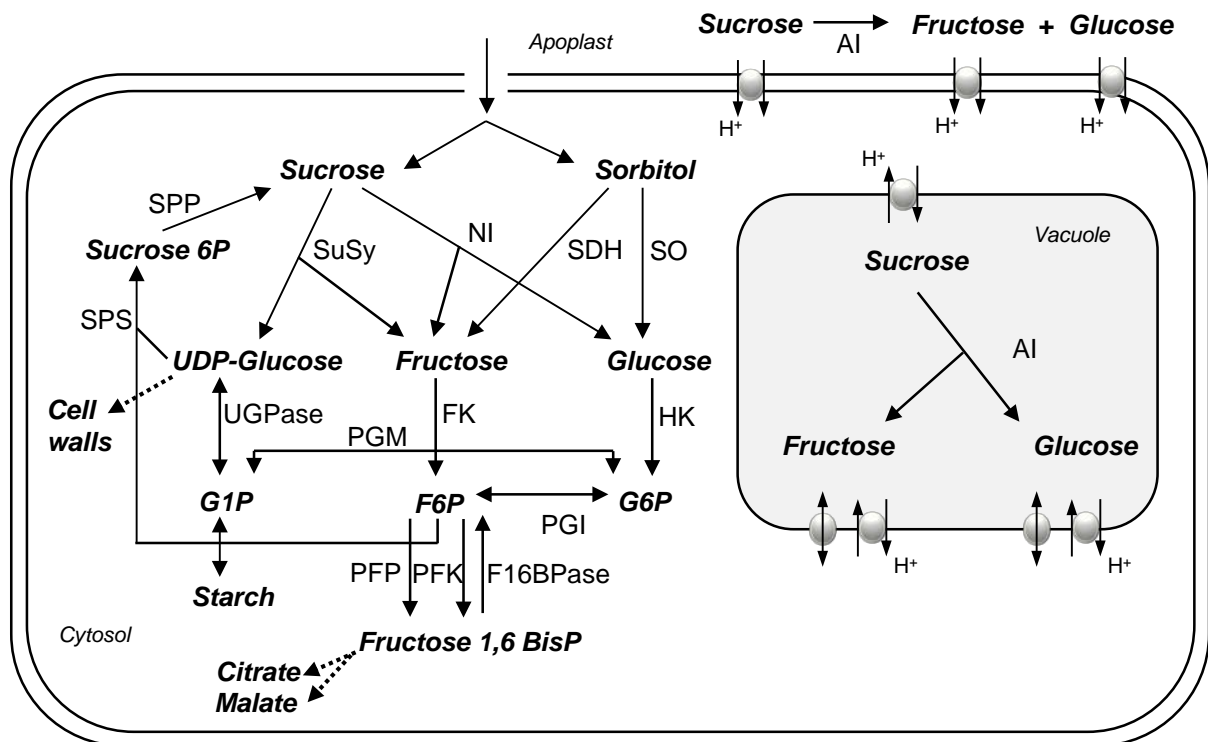 Sucrose AI Fructose + Glucose
Apoplast
H+ H+ H+
Sucrose Sorbitol
H+
SPP
Vacuole
Sucrose 6P SuSy NI SDH SO
Sucrose
SPS
UDP-Glucose Fructose Glucose
AI
Cell
walls
UGPase FK HK
PGM
Fructose Glucose
G1P F6P G6P
PGI
PFP PFK F16BPase
H+ H+
Starch
Cytosol
Fructose 1,6 BisP
Citrate
Malate